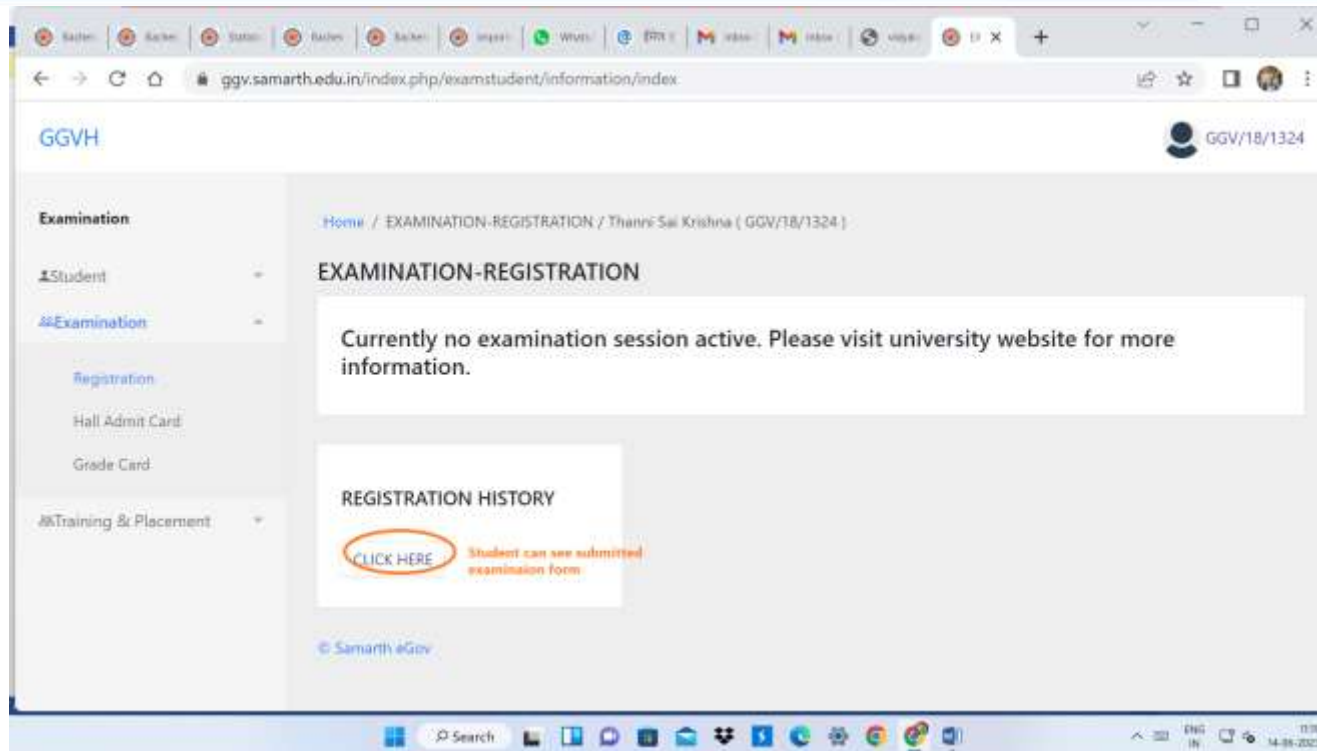 ggv.samarth.edu.in/index.php/examstudent/information/index
GGVH
GGV/18/1324
Examination
Student
Examination
Registration
Hall Admit Card
Grade Card
Training & Placement
Home / EXAMINATION-REGISTRATION / Thanni Sai Krishna ( GGV/18/1324 )
EXAMINATION-REGISTRATION
Currently no examination session active. Please visit university website for more
information.
REGISTRATION HISTORY
CLICK HERE
Student can see submitted
examinaion form
© Samarth eGov
Search
ENG
IN